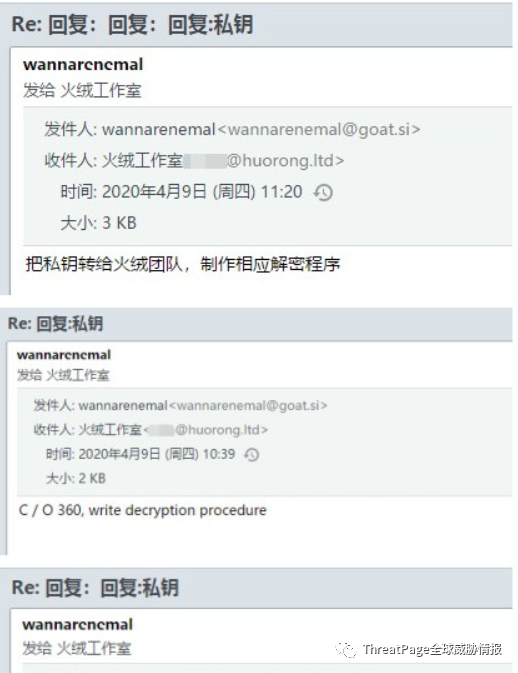 Re: 回复：回复：回复:私钥
wannarenemal
发给 火绒工作室
发件人: wannarenemal<wannarenemal@goat.si>
收件人: 火绒工作室@huorong.ltd>
时间: 2020年4月9日 (周四) 11:20
大小: 3 KB
把私钥转给火绒团队，制作相应解密程序
Re: 回复:私钥
wannarenemal
发给 火绒工作室
发件人: wannarenemal<wannarenemal@goat.si>
收件人: 火绒工作室<@huorong.ltd>
时间: 2020年4月9日 (周四) 10:39
大小: 2 KB
C / O 360, write decryption procedure
Re: 回复：回复:私钥
wannarenemal
发给 火绒工作室
ThreatPage全球威胁情报